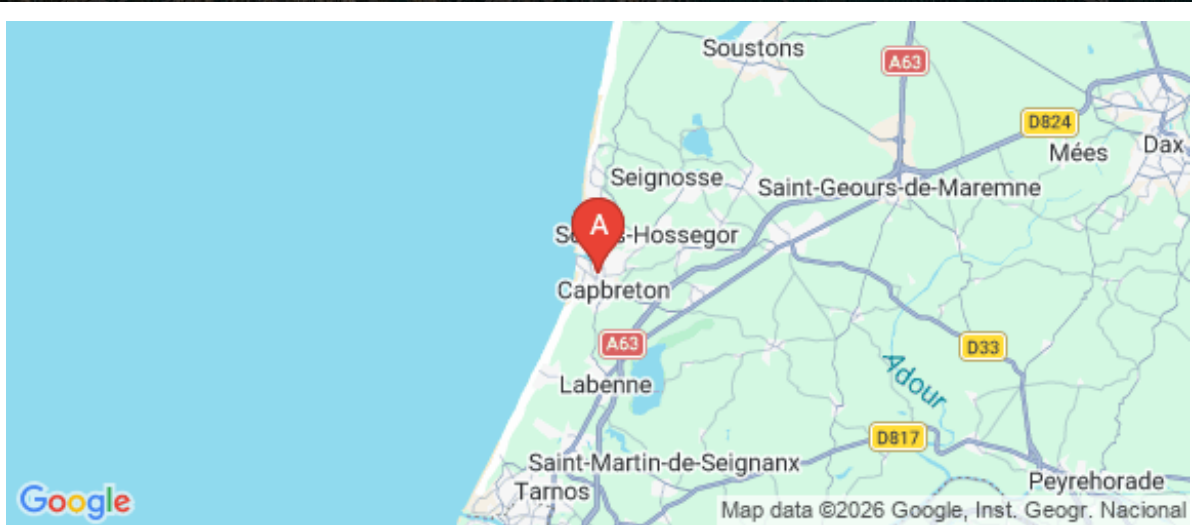 Soustons
A63
D824
Mées
Dax
Seignosse
Saint-Geours-de-Maremne
A
-Hossegor
Capbreton
A63
D33
Labenne
Adour
D817
Saint-Martin-de-Seignanx
Tarnos
Peyrehorade
Google
Map data ©2026 Google, Inst. Geogr. Nacional